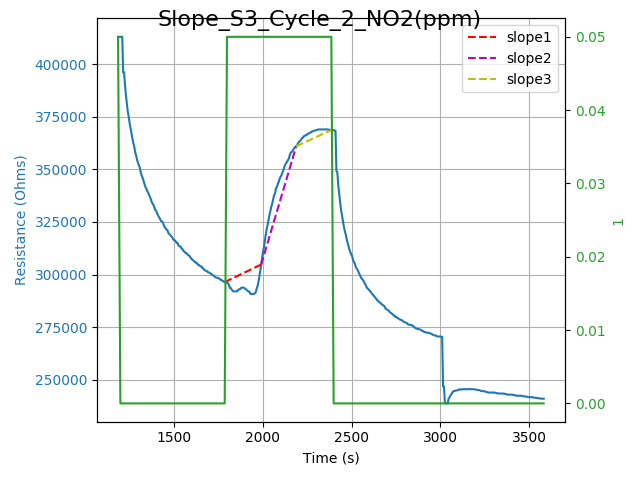 Slope_S3_Cycle_2_NO2(ppm)
slope1
slope2
slope3
Resistance (Ohms)
400000
375000
350000
325000
300000
275000
250000
0.05
0.04
0.03
0.02
0.01
0.00
1
1500 2000 2500 3000 3500
Time (s)